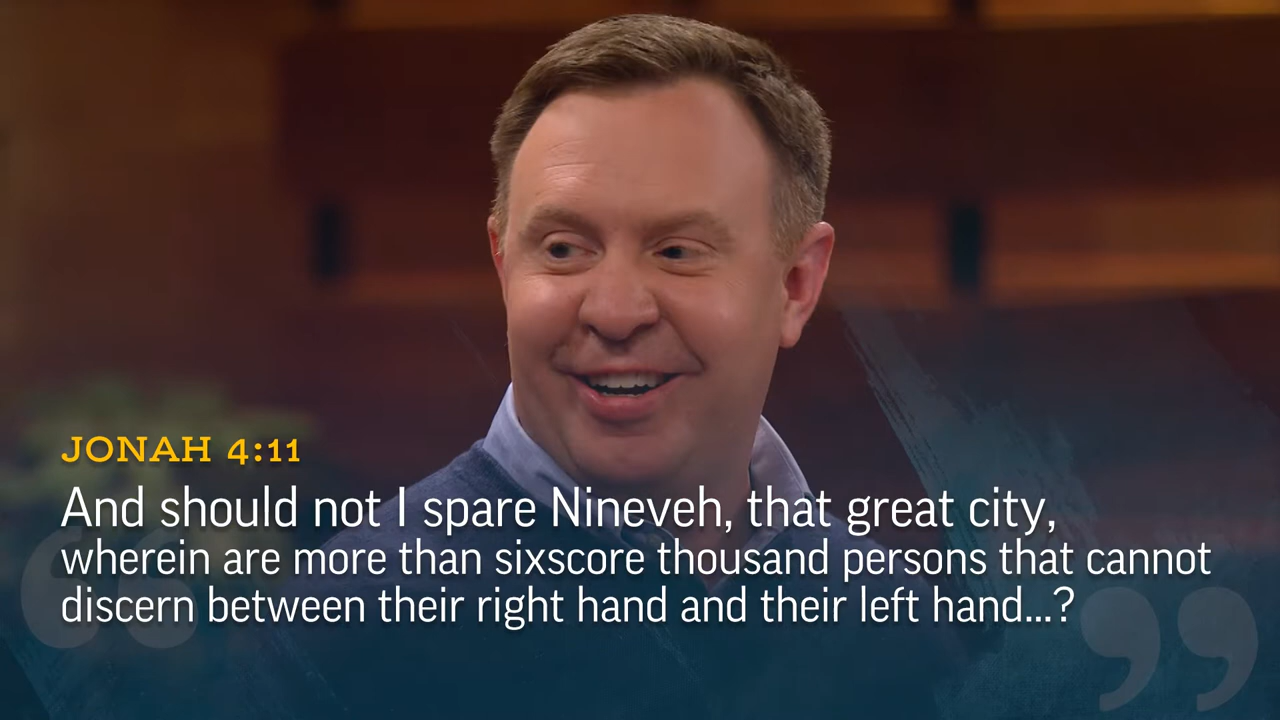 JONAH 4:11
And should not I spare Nineveh, that great city,
wherein are more than sixscore thousand persons that cannot
discern between their right hand and their left hand...?